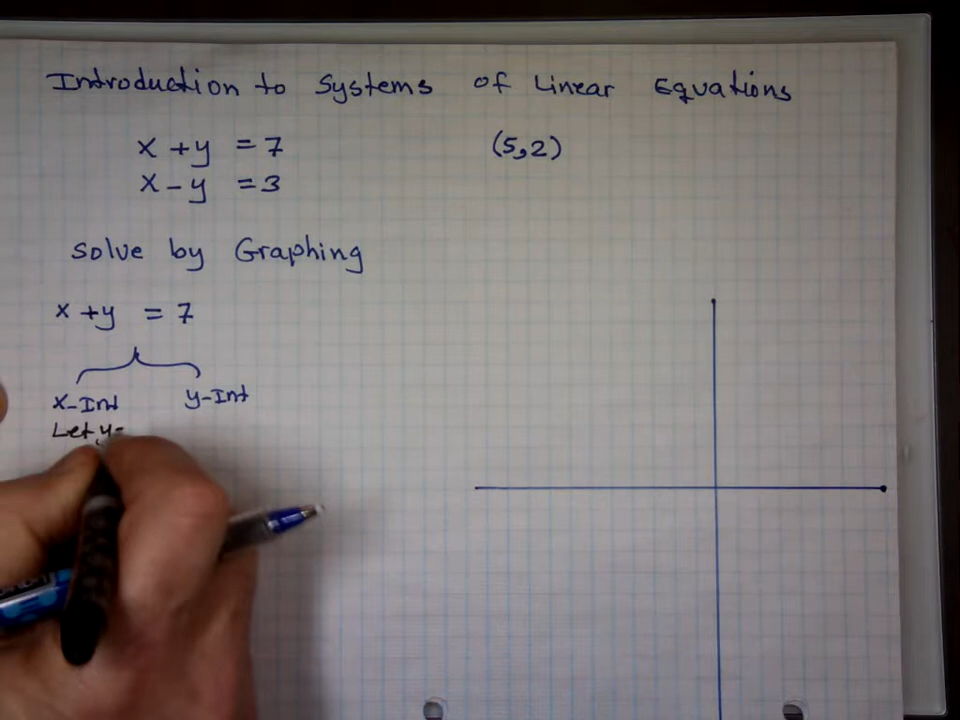 Introduction to Systems of Linear Equations
x + y = 7 (5,2)
x - y = 3
Solve by Graphing
x + y = 7
x-Int y-Int
Let y=